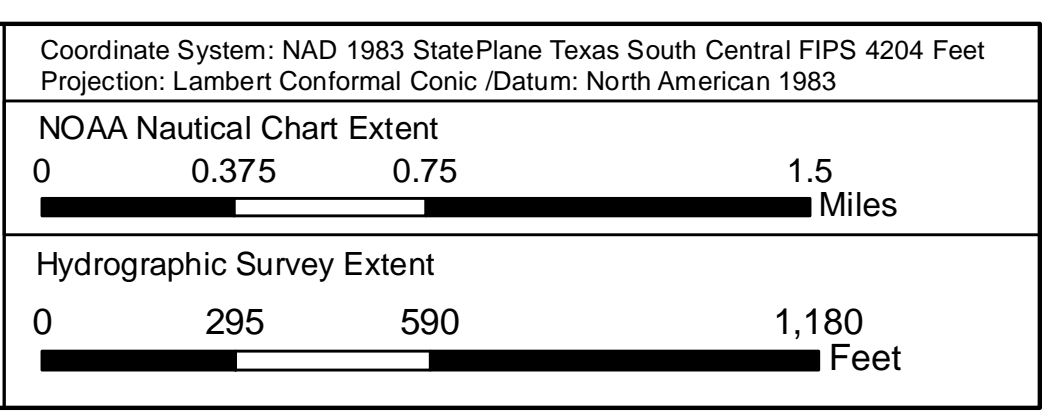 Coordinate System: NAD 1983 StatePlane Texas South Central FIPS 4204 Feet
Projection: Lambert Conformal Conic /Datum: North American 1983
NOAA Nautical Chart Extent
0 0.375 0.75 1.5
Miles
Hydrographic Survey Extent
0 295 590 1,180
Feet